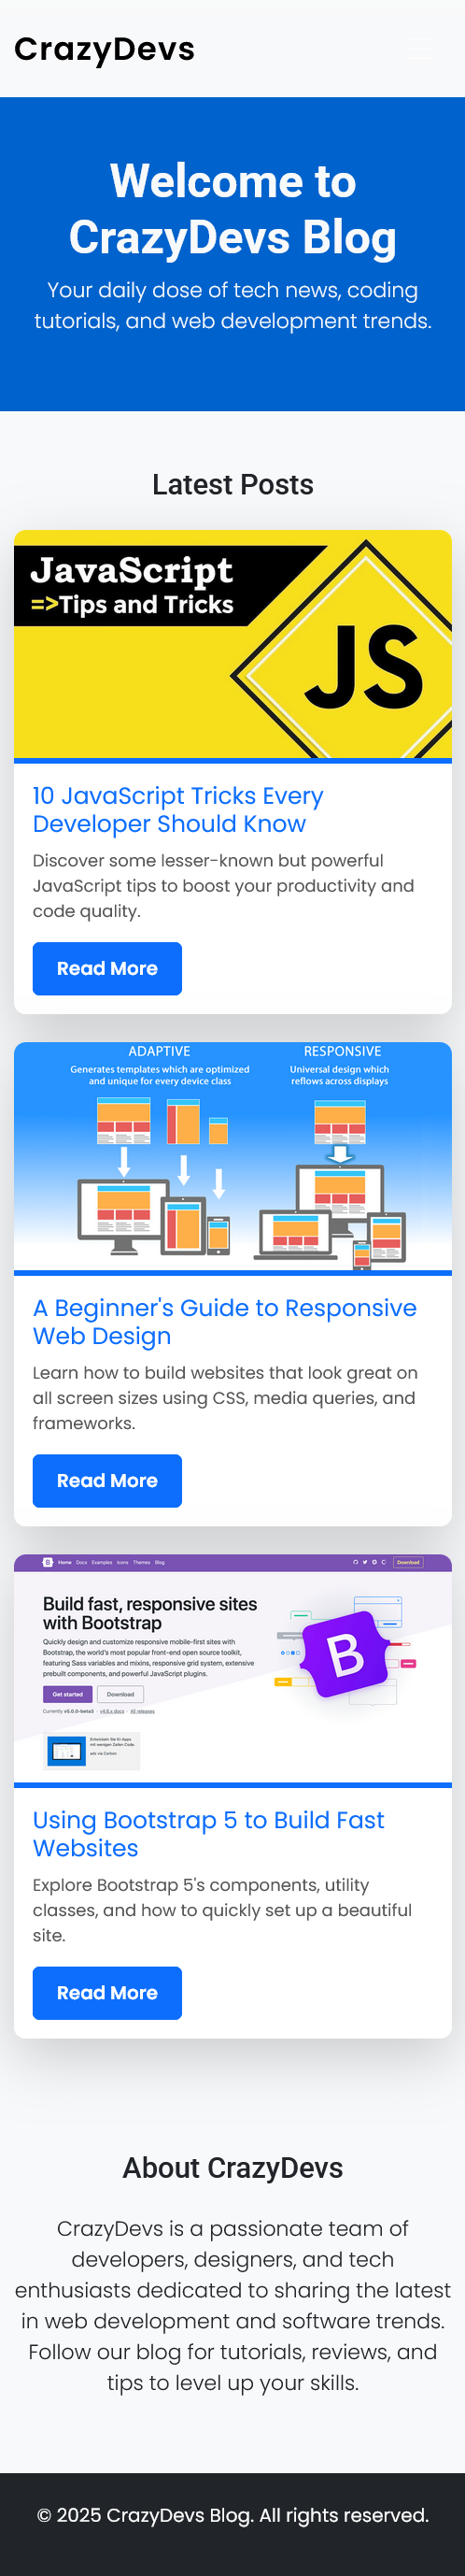 CrazyDevs
Welcome to
CrazyDevs Blog
Your daily dose of tech news, coding
tutorials, and web development trends.
Latest Posts
JavaScript
=>Tips and Tricks
JS
10 JavaScript Tricks Every
Developer Should Know
Discover some lesser-known but powerful
JavaScript tips to boost your productivity and
code quality.
Read More
ADAPTIVE
Generates templates which are optimized
and unique for every device class
RESPONSIVE
Universal design which
reflows across displays
A Beginner's Guide to Responsive
Web Design
Learn how to build websites that look great on
all screen sizes using CSS, media queries, and
frameworks.
Read More
B Home Docs Examples Icons Themes Blog Download
Build fast, responsive sites
with Bootstrap
Quickly design and customize responsive mobile-first sites with
Bootstrap, the world's most popular front-end open source toolkit,
featuring Sass variables and mixins, responsive grid system, extensive
prebuilt components, and powerful JavaScript plugins.
Get started Download
Currently v5.0.0-beta3 · v4.6.x docs · All releases
Entwickeln Sie KI-Apps
mit wenigen Zeilen Code.
ads via Carbon
B
Using Bootstrap 5 to Build Fast
Websites
Explore Bootstrap 5's components, utility
classes, and how to quickly set up a beautiful
site.
Read More
About CrazyDevs
CrazyDevs is a passionate team of
developers, designers, and tech
enthusiasts dedicated to sharing the latest
in web development and software trends.
Follow our blog for tutorials, reviews, and
tips to level up your skills.
© 2025 CrazyDevs Blog. All rights reserved.